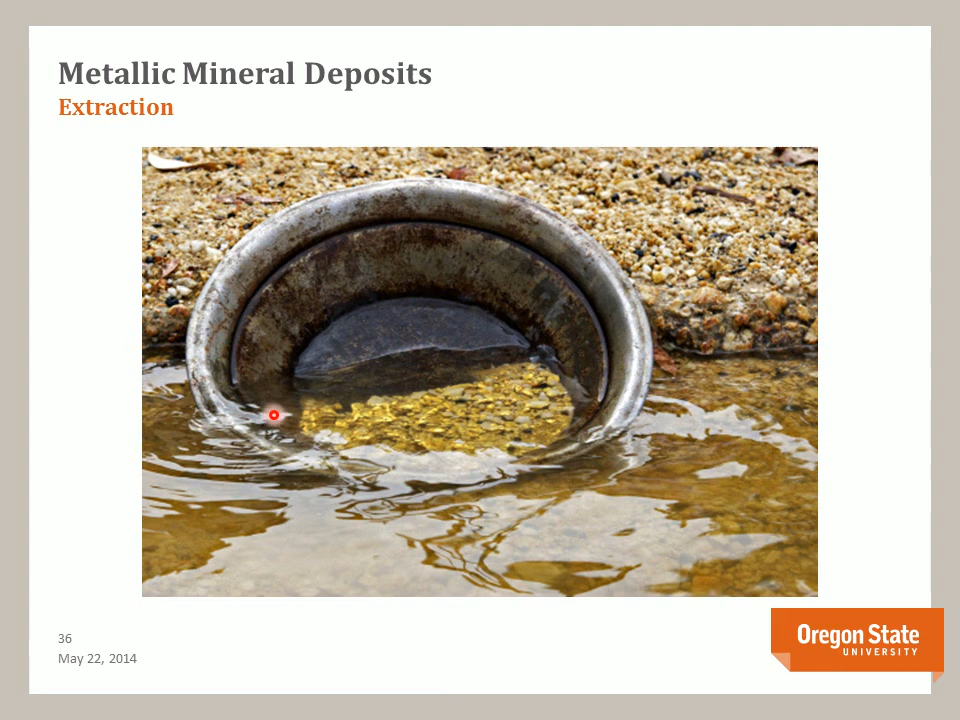 Metallic Mineral Deposits
Extraction
36
May 22, 2014
Oregon State
UNIVERSITY